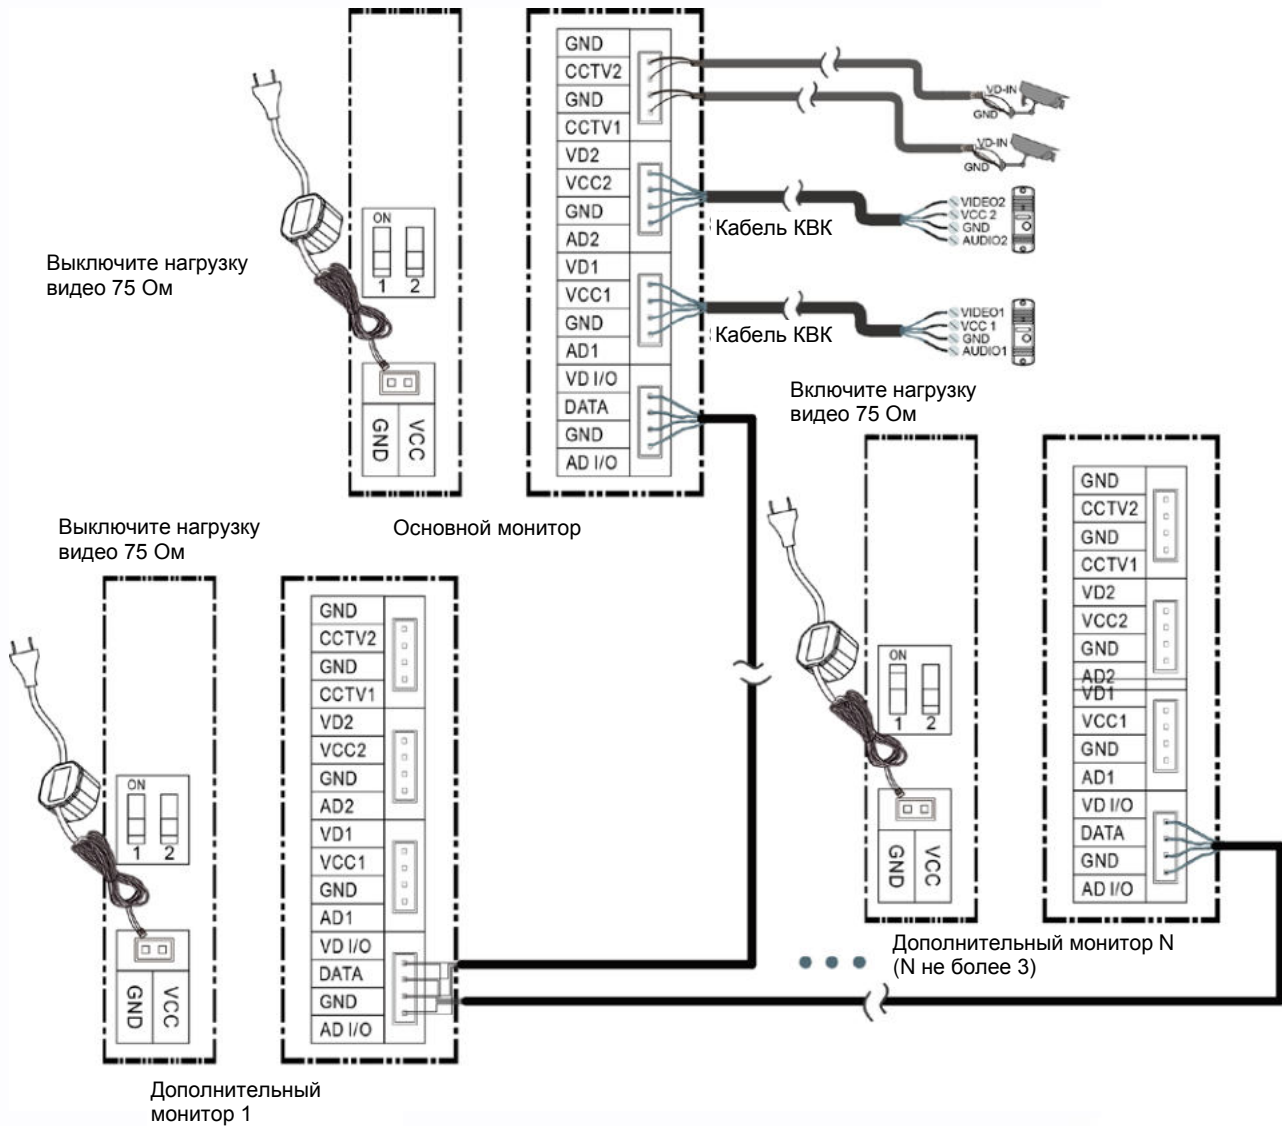 GND
CCTV2
GND
CCTV1
VD2
VCC2
GND
AD2
VD1
VCC1
GND
AD1
VD I/O
DATA
GND
AD I/O
VD-IN
GND
VD-IN
GND
Кабель КВК
VIDEO2
VCC 2
GND
AUDIO2
Кабель КВК
VIDEO1
VCC 1
GND
AUDIO1
Выключите нагрузку
видео 75 Ом
ON
1 2
GND VCC
Основной монитор
Включите нагрузку
видео 75 Ом
Выключите нагрузку
видео 75 Ом
ON
1 2
GND VCC
GND
CCTV2
GND
CCTV1
VD2
VCC2
GND
AD2
VD1
VCC1
GND
AD1
VD I/O
DATA
GND
AD I/O
Дополнительный
монитор 1
ON
1 2
GND VCC
GND
CCTV2
GND
CCTV1
VD2
VCC2
GND
AD2
VD1
VCC1
GND
AD1
VD I/O
DATA
GND
AD I/O
Дополнительный монитор N
(N не более 3)